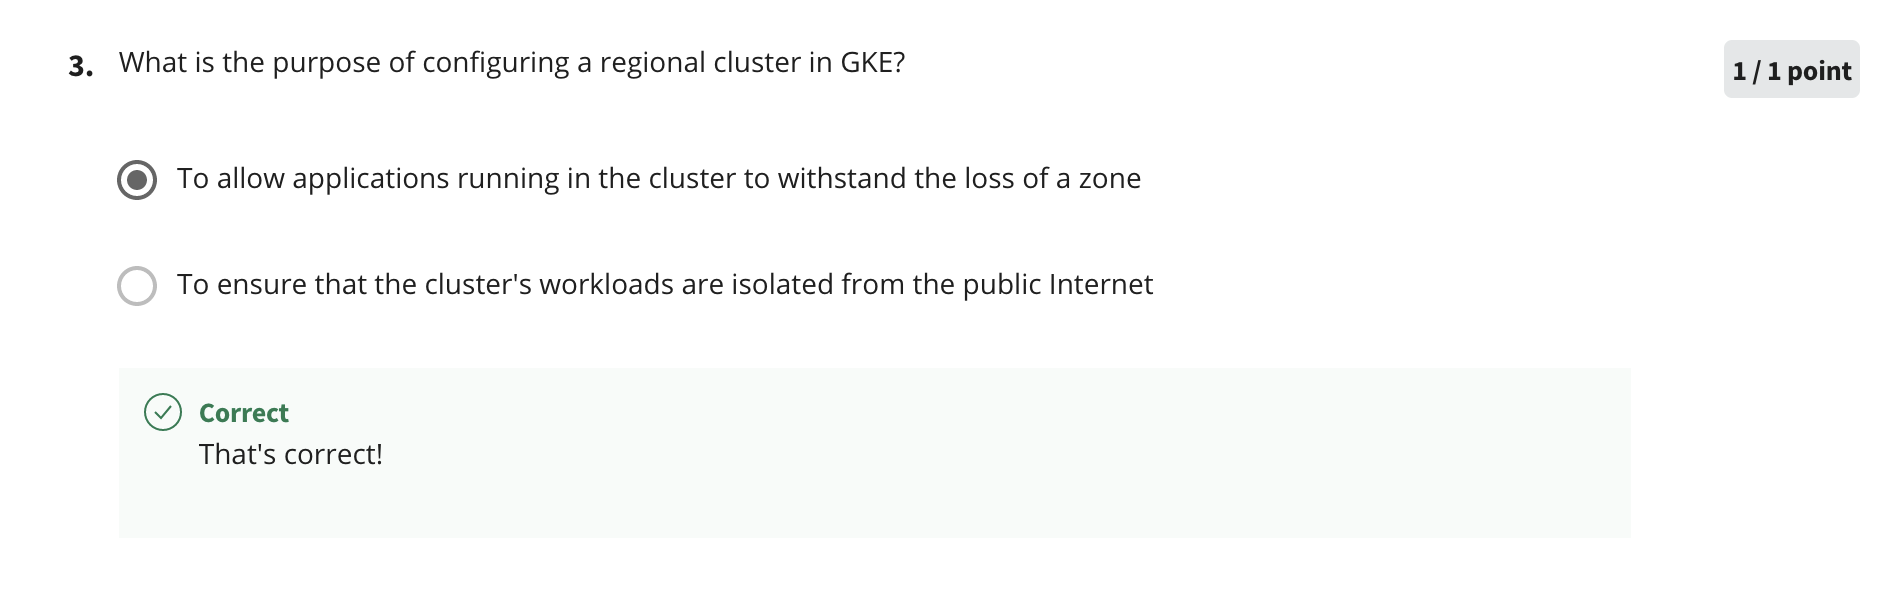 3. What is the purpose of configuring a regional cluster in GKE?
1 / 1 point
To allow applications running in the cluster to withstand the loss of a zone
To ensure that the cluster's workloads are isolated from the public Internet
Correct
That's correct!